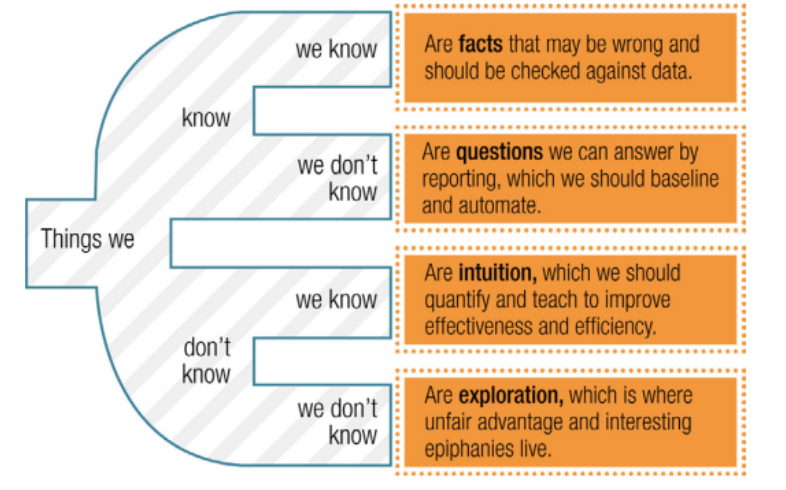 Things we
know
we know
Are facts that may be wrong and
should be checked against data.
we don't
know
Are questions we can answer by
reporting, which we should baseline
and automate.
don't
know
we know
Are intuition, which we should
quantify and teach to improve
effectiveness and efficiency.
we don't
know
Are exploration, which is where
unfair advantage and interesting
epiphanies live.